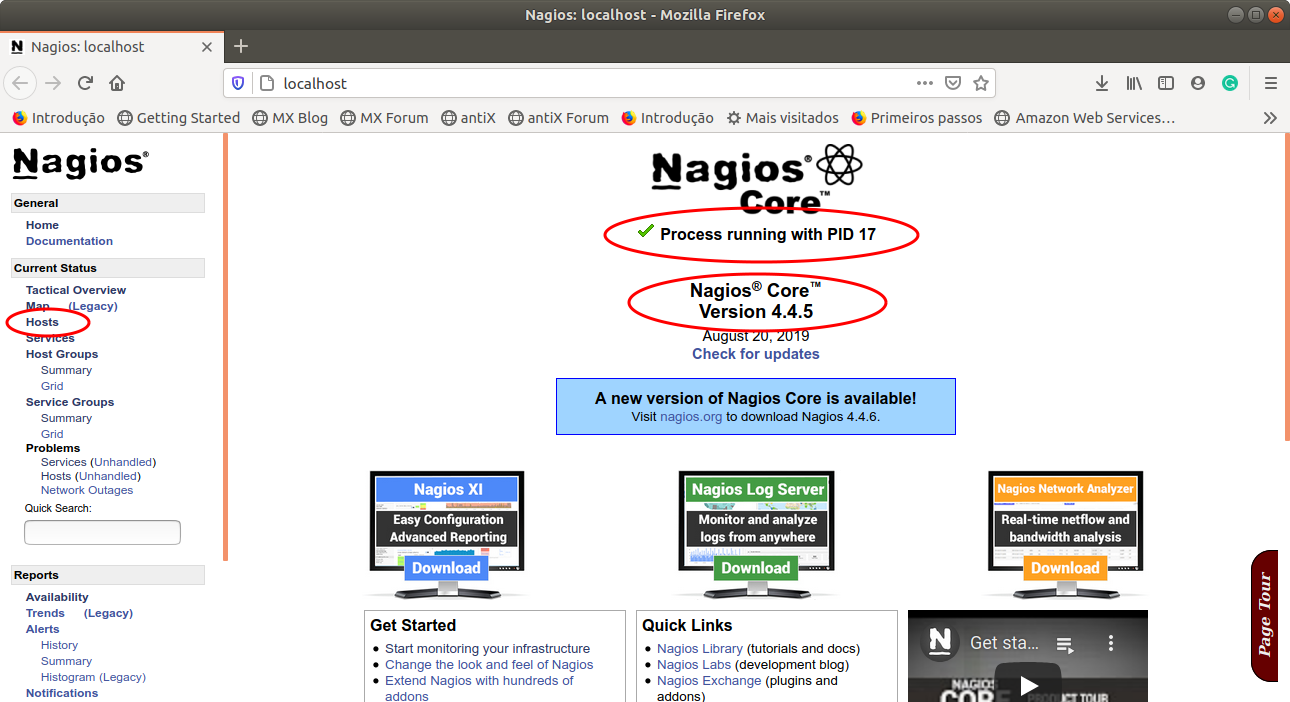 Nagios: localhost - Mozilla Firefox
Nagios: localhost
localhost
Introdução
Getting Started
MX Blog
MX Forum
antiX
antiX Forum
Introdução
Mais visitados
Primeiros passos
Amazon Web Services…
Nagios®
General
Home
Documentation
Current Status
Tactical Overview
Map (Legacy)
Hosts
Services
Host Groups
Summary
Grid
Service Groups
Summary
Grid
Problems
Services (Unhandled)
Hosts (Unhandled)
Network Outages
Quick Search:
Reports
Availability
Trends (Legacy)
Alerts
History
Summary
Histogram (Legacy)
Notifications
Nagios®
Core™
Process running with PID 17
Nagios® Core™
Version 4.4.5
August 20, 2019
Check for updates
A new version of Nagios Core is available!
Visit nagios.org to download Nagios 4.4.6.
Nagios XI
Easy Configuration
Advanced Reporting
Download
Nagios Log Server
Monitor and analyze
logs from anywhere
Download
Nagios Network Analyzer
Real-time netflow and
bandwidth analysis
Download
Get Started
Start monitoring your infrastructure
Change the look and feel of Nagios
Extend Nagios with hundreds of
addons
Quick Links
Nagios Library (tutorials and docs)
Nagios Labs (development blog)
Nagios Exchange (plugins and
addons)
N
Get sta...
NAGIOS
CORE PRODUCT TOUR
Page Tour